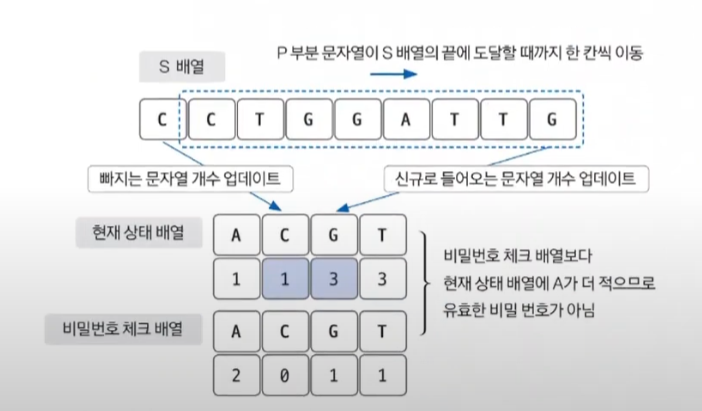 S 배열
P 부분 문자열이 S 배열의 끝에 도달할 때까지 한 칸씩 이동
C C T G G A T T G
빠지는 문자열 개수 업데이트
신규로 들어오는 문자열 개수 업데이트
현재 상태 배열
A C G T
1 1 3 3
비밀번호 체크 배열
A C G T
2 0 1 1
비밀번호 체크 배열보다
현재 상태 배열에 A가 더 적으므로
유효한 비밀 번호가 아님